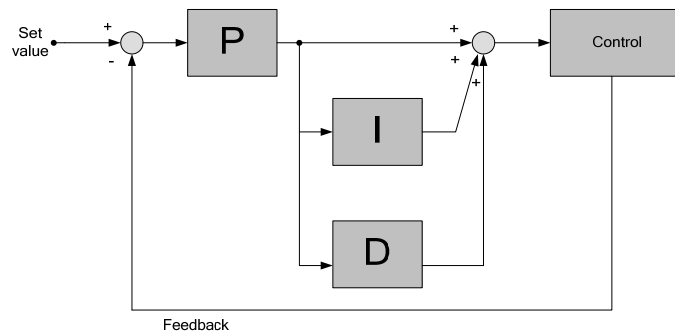 Set
value
+
-
P
+
+
+
Control
I
D
Feedback